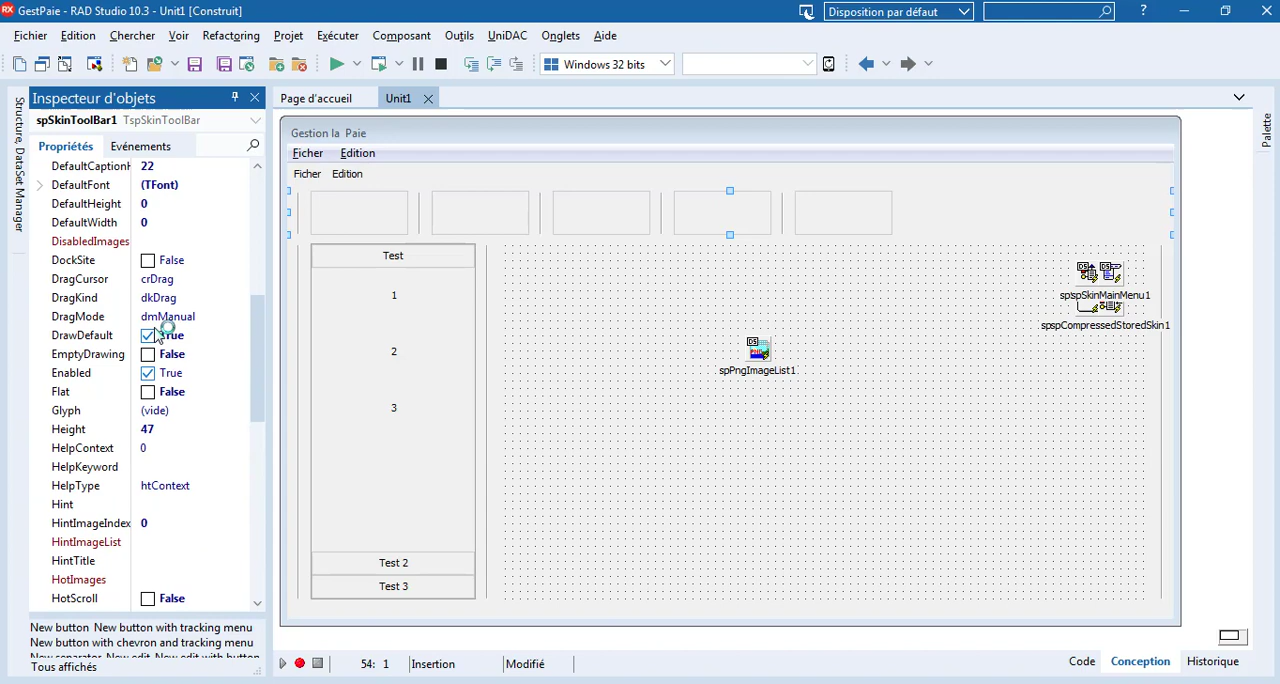 GestPaie - RAD Studio 10.3 - Unit1 [Construit]
Disposition par défaut
?
Fichier Edition Chercher Voir Refactoring Projet Exécuter Composant Outils UniDAC Onglets Aide
Windows 32 bits
Inspecteur d'objets
Page d'accueil
Unit1
Structure, DataSet Manager
Palette
spSkinToolBar1 TspSkinToolBar
Propriétés Evénements
DefaultCaptionH 22
DefaultFont (TFont)
DefaultHeight 0
DefaultWidth 0
DisabledImages
DockSite False
DragCursor crDrag
DragKind dkDrag
DragMode dmManual
DrawDefault True
EmptyDrawing False
Enabled True
Flat False
Glyph (vide)
Height 47
HelpContext 0
HelpKeyword
HelpType htContext
Hint
HintImageIndex 0
HintImageList
HintTitle
HotImages
HotScroll False
New button New button with tracking menu
New button with chevron and tracking menu
Tous affichés
Gestion la Paie
Ficher Edition
Ficher Edition
Test
1
2
3
Test 2
Test 3
spPngImageList1
spspSkinMainMenu1
spspCompressedStoredSkin1
54: 1
Insertion
Modifié
Code Conception Historique